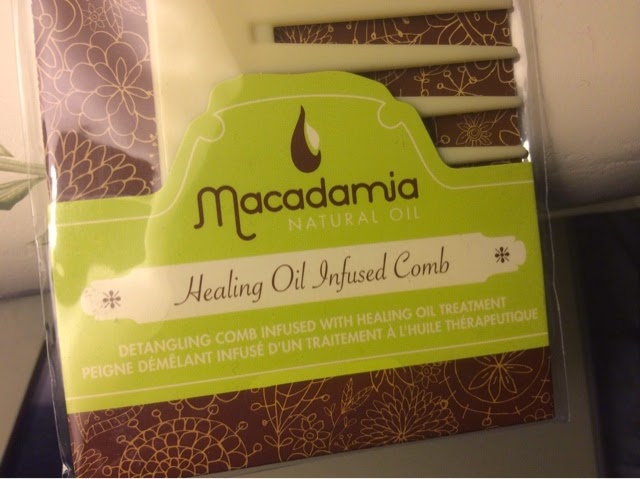 Macadamia
NATURAL OIL
Healing Oil Infused Comb
DETANGLING COMB INFUSED WITH HEALING OIL TREATMENT
PEIGNE DÉMÊLANT INFUSÉ D'UN TRAITEMENT À L'HUILE THÉRAPEUTIQUE